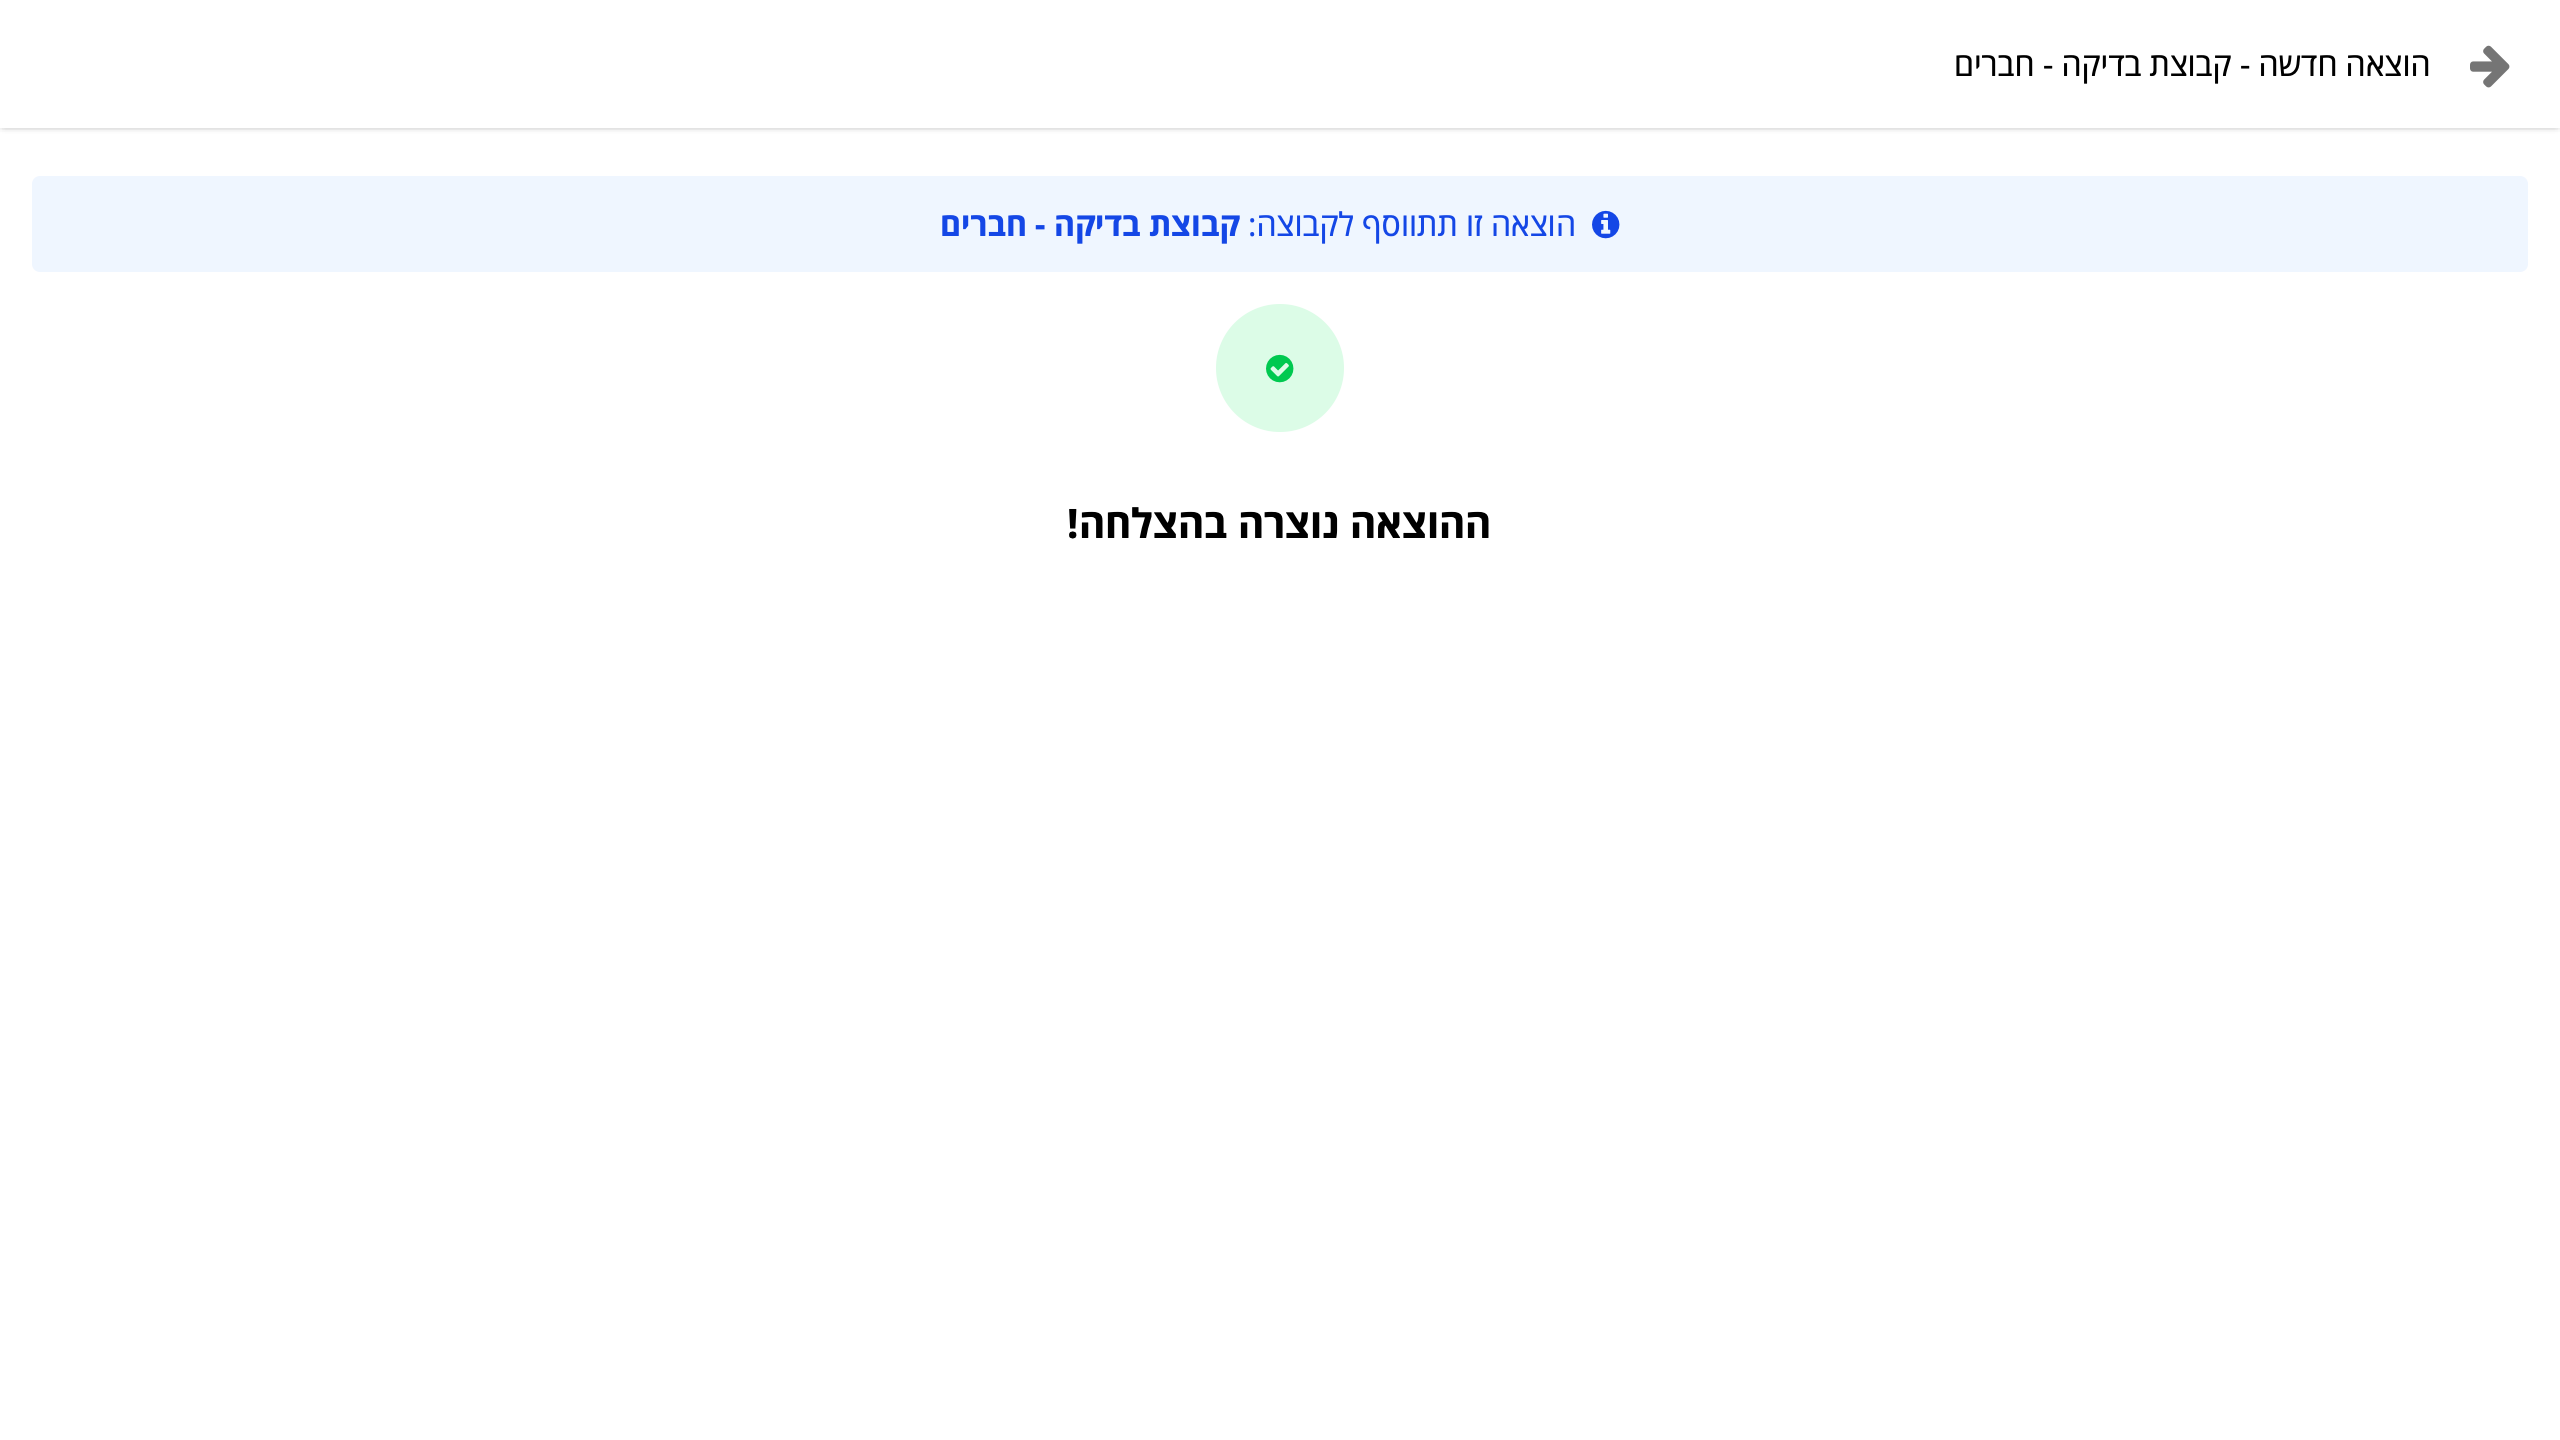 הוצאה חדשה - קבוצת בדיקה - חברים
הוצאה זו תתווסף לקבוצה: קבוצת בדיקה - חברים
ההוצאה נוצרה בהצלחה!